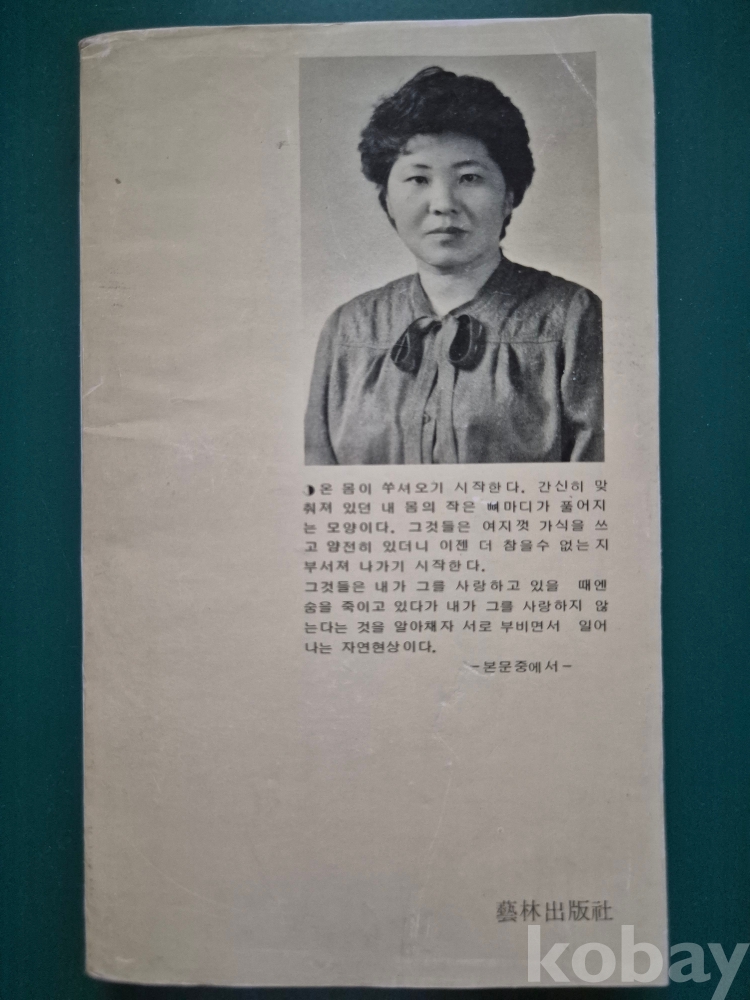 ◑온 몸이 쑤셔오기 시작한다. 간신히 맞
춰져 있던 내 몸의 작은 뼈마디가 풀어지
는 모양이다. 그것들은 여지껏 가식을 쓰
고 얌전히 있더니 이젠 더 참을수 없는지
부서져 나가기 시작한다.
그것들은 내가 그를 사랑하고 있을 때엔
숨을 죽이고 있다가 내가 그를 사랑하지 않
는다는 것을 알아채자 서로 부비면서 일어
나는 자연현상이다.
-본문중에서-
藝林出版社
kobay